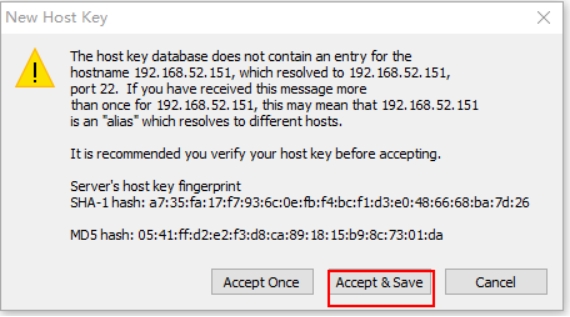 New Host Key
The host key database does not contain an entry for the
hostname 192.168.52.151, which resolved to 192.168.52.151,
port 22. If you have received this message more
than once for 192.168.52.151, this may mean that 192.168.52.151
is an "alias" which resolves to different hosts.
It is recommended you verify your host key before accepting.
Server's host key fingerprint
SHA-1 hash: a7:35:fa:17:f7:93:6c:0e:fb:f4:bc:f1:d3:e0:48:66:68:ba:7d:26
MD5 hash: 05:41:ff:d2:e2:f3:d8:ca:89:18:15:b9:8c:73:01:da
Accept Once Accept & Save Cancel